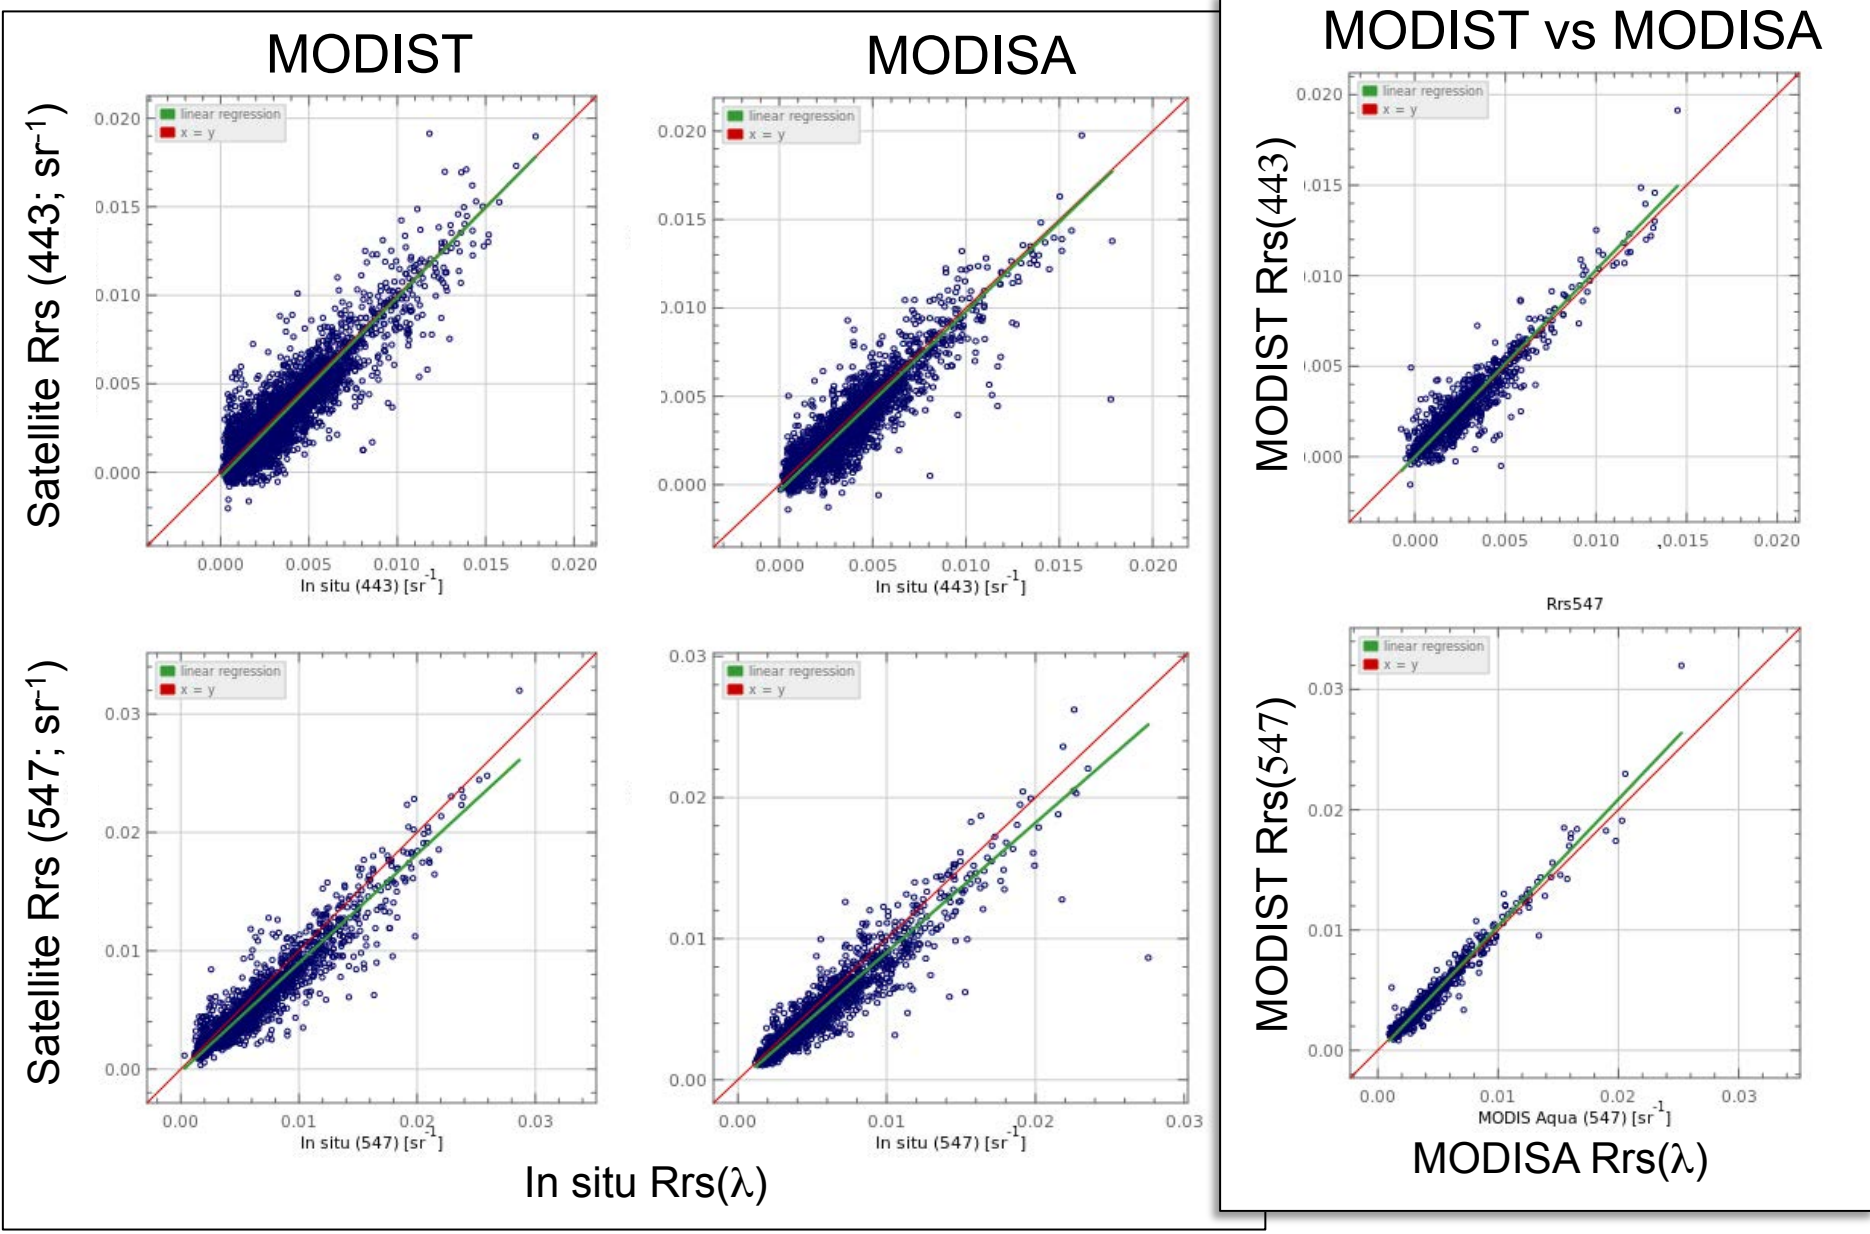 MODIST
MODISA
Satellite Rrs (443; sr-1)
linear regression
x = y
0.020
0.015
0.010
0.005
0.000
0.000 0.005 0.010 0.015 0.020
In situ (443) [sr-1]
linear regression
x = y
0.020
0.015
0.010
0.005
0.000
0.000 0.005 0.010 0.015 0.020
In situ (443) [sr-1]
Satellite Rrs (547; sr-1)
linear regression
x = y
0.03
0.02
0.01
0.00
0.00 0.01 0.02 0.03
In situ (547) [sr-1]
linear regression
x = y
0.03
0.02
0.01
0.00
0.00 0.01 0.02 0.03
In situ (547) [sr-1]
In situ Rrs(λ)
MODIST vs MODISA
MODIST Rrs(443)
linear regression
x = y
0.020
0.015
0.010
0.005
0.000
0.000 0.005 0.010 0.015 0.020
Rrs547
MODIST Rrs(547)
linear regression
x = y
0.03
0.02
0.01
0.00
0.00 0.01 0.02 0.03
MODIS Aqua (547) [sr-1]
MODISA Rrs(λ)